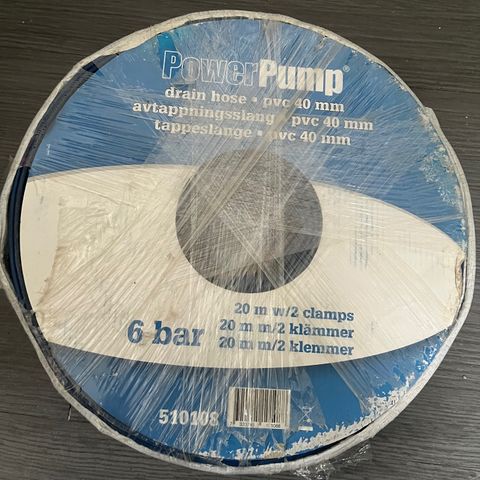 PowerPump®
drain hose • pvc 40 mm
avtappningsslang • pvc 40 mm
tappeslange • pvc 40 mm
20 m w/2 clamps
6 bar
20 m m/2 klämmer
20 m m/2 klemmer
510108